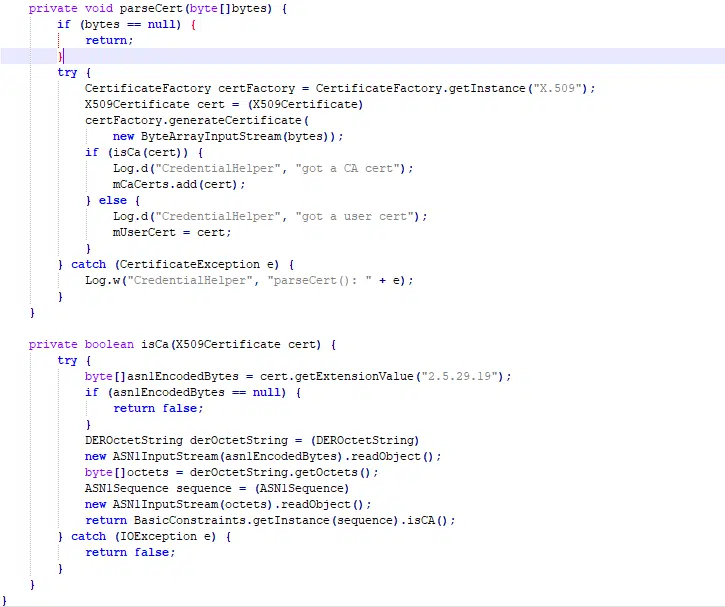 private void parseCert(byte[]bytes) {
if (bytes == null) {
return;
}
try {
CertificateFactory certFactory = CertificateFactory.getInstance("X.509");
X509Certificate cert = (X509Certificate)
certFactory.generateCertificate(
new ByteArrayInputStream(bytes));
if (isCa(cert)) {
Log.d("CredentialHelper", "got a CA cert");
mCaCerts.add(cert);
} else {
Log.d("CredentialHelper", "got a user cert");
mUserCert = cert;
}
} catch (CertificateException e) {
Log.w("CredentialHelper", "parseCert(): " + e);
}
}
private boolean isCa(X509Certificate cert) {
try {
byte[]asn1EncodedBytes = cert.getExtensionValue("2.5.29.19");
if (asn1EncodedBytes == null) {
return false;
}
DEROctetString derOctetString = (DEROctetString)
new ASN1InputStream(asn1EncodedBytes).readObject();
byte[]octets = derOctetString.getOctets();
ASN1Sequence sequence = (ASN1Sequence)
new ASN1InputStream(octets).readObject();
return BasicConstraints.getInstance(sequence).isCA();
} catch (IOException e) {
return false;
}
}
}